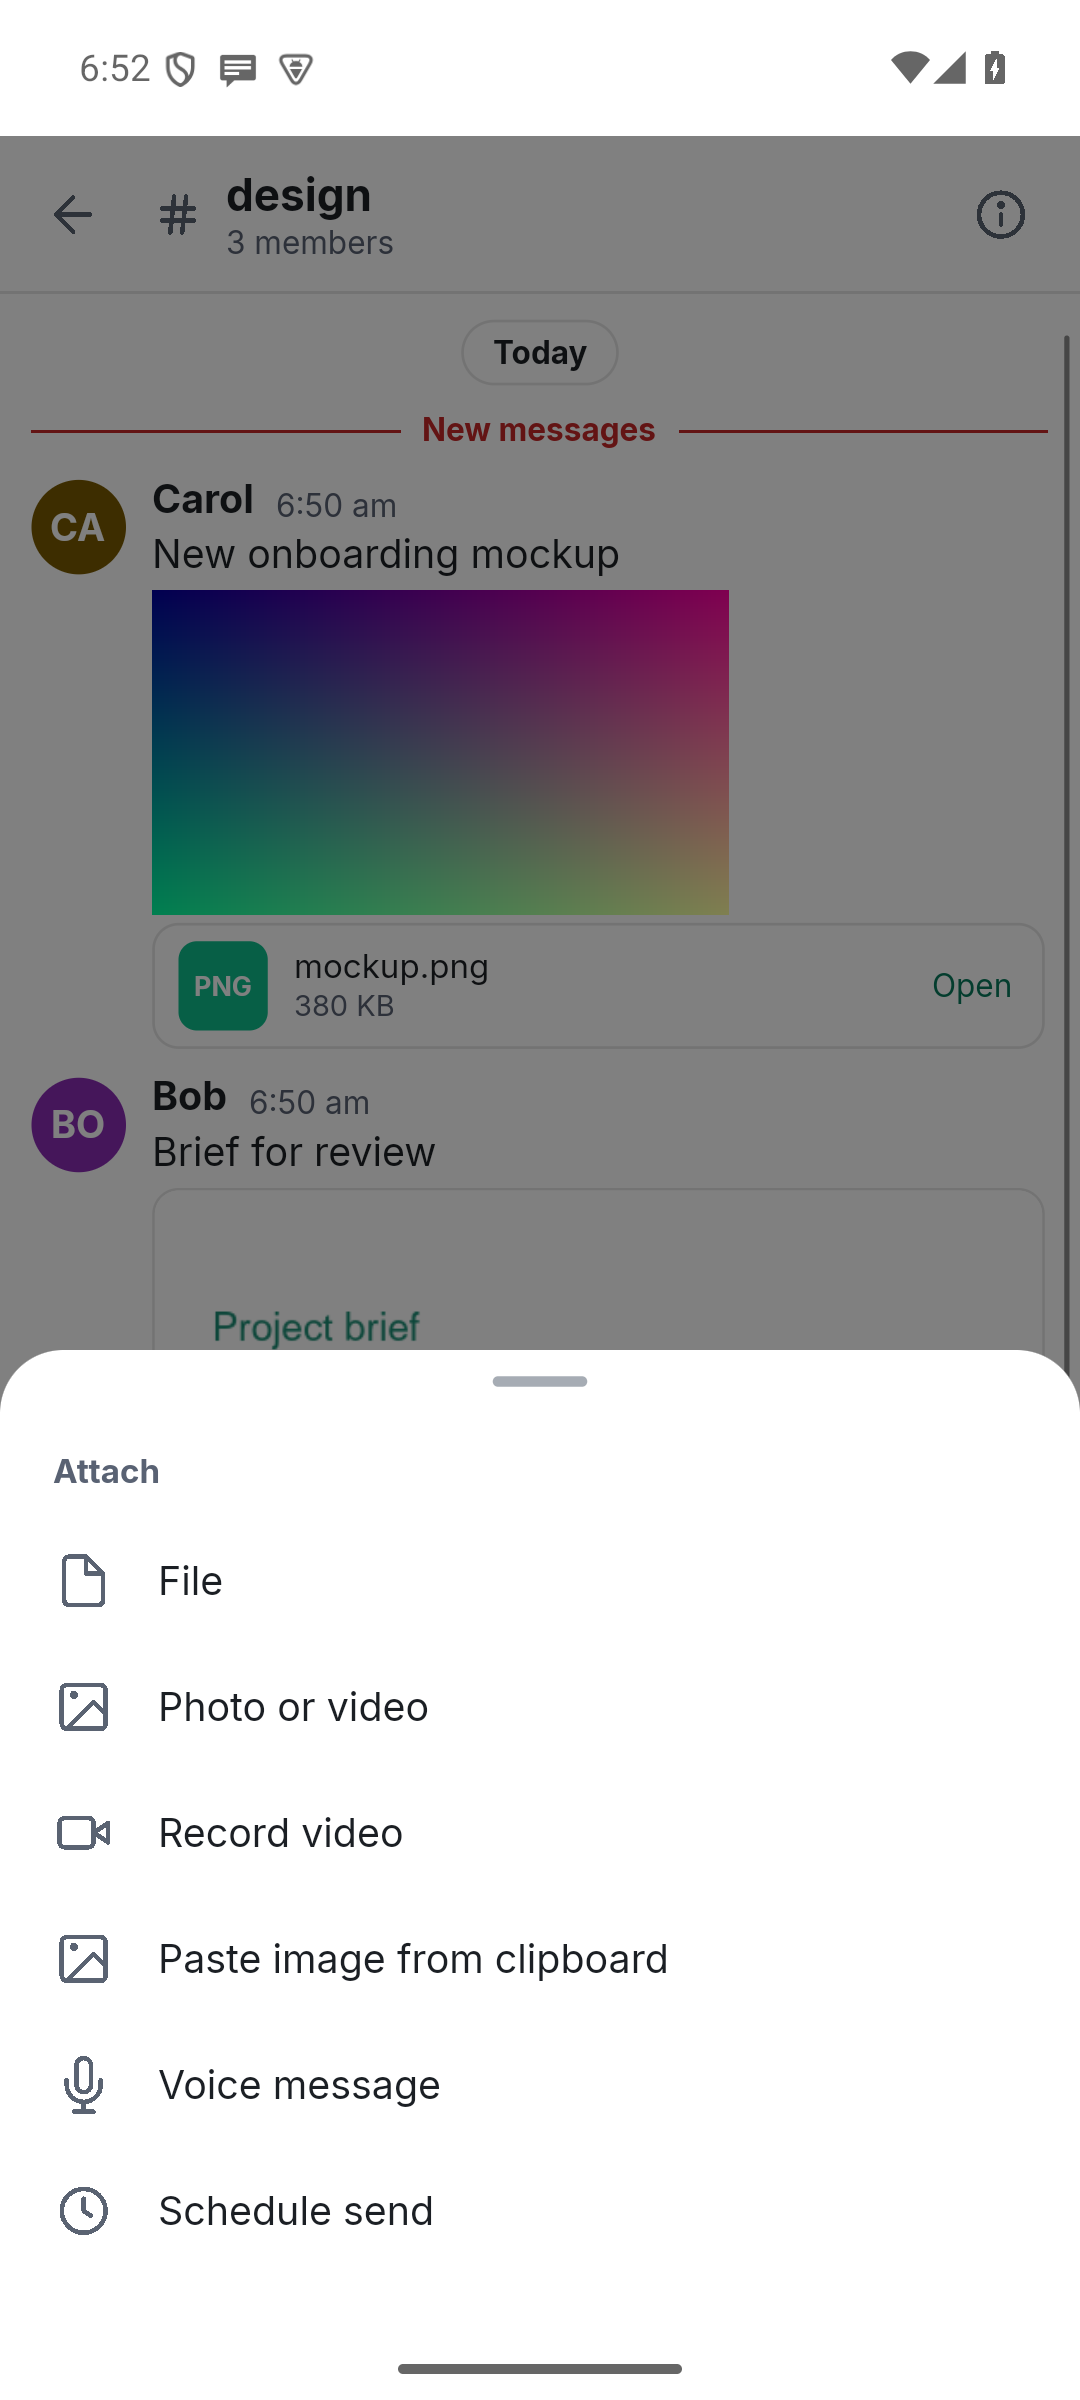 6:52
design
3 members
Today
New messages
CA
Carol 6:50 am
New onboarding mockup
PNG
mockup.png
380 KB
Open
BO
Bob 6:50 am
Brief for review
Project brief
Attach
File
Photo or video
Record video
Paste image from clipboard
Voice message
Schedule send